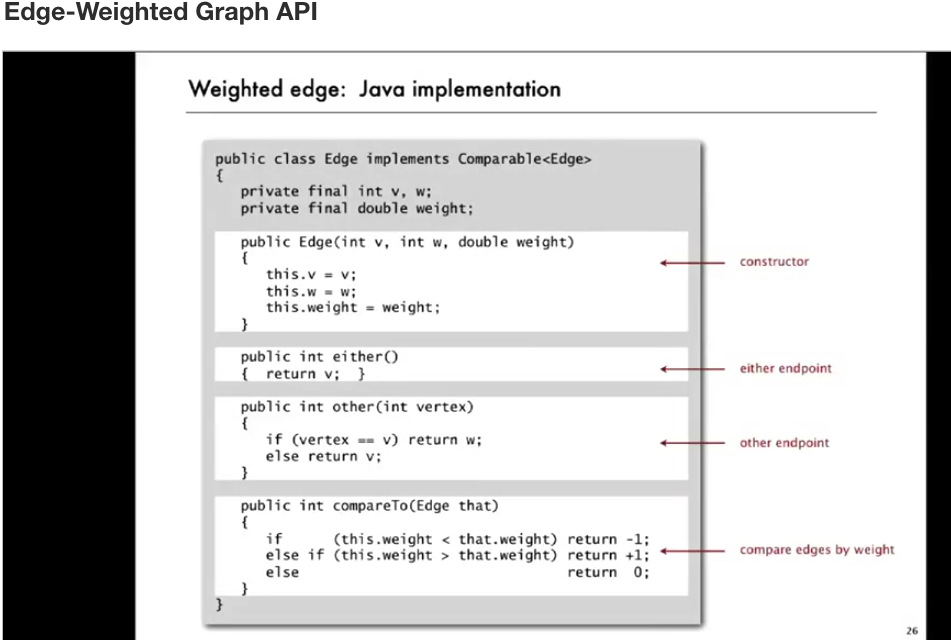 Edge-Weighted Graph API
Weighted edge: Java implementation
public class Edge implements Comparable<Edge>
{
private final int v, w;
private final double weight;
public Edge(int v, int w, double weight)
{
this.v = v;
this.w = w;
this.weight = weight;
}
constructor
public int either()
{ return v; }
either endpoint
public int other(int vertex)
{
if (vertex == v) return w;
else return v;
}
other endpoint
public int compareTo(Edge that)
{
if (this.weight < that.weight) return -1;
else if (this.weight > that.weight) return +1;
else return 0;
}
compare edges by weight
}
26